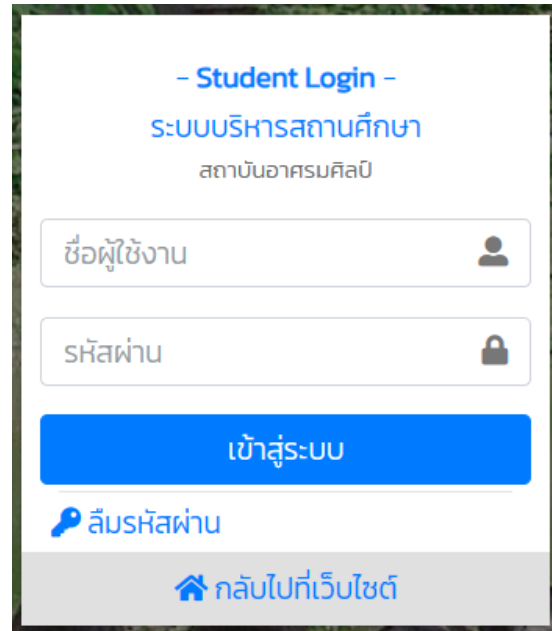 - Student Login -
ระบบบริหารสถานศึกษา
สถาบันอาศรมศิลป์
ชื่อผู้ใช้งาน
รหัสผ่าน
เข้าสู่ระบบ
ลืมรหัสผ่าน
กลับไปที่เว็บไซต์